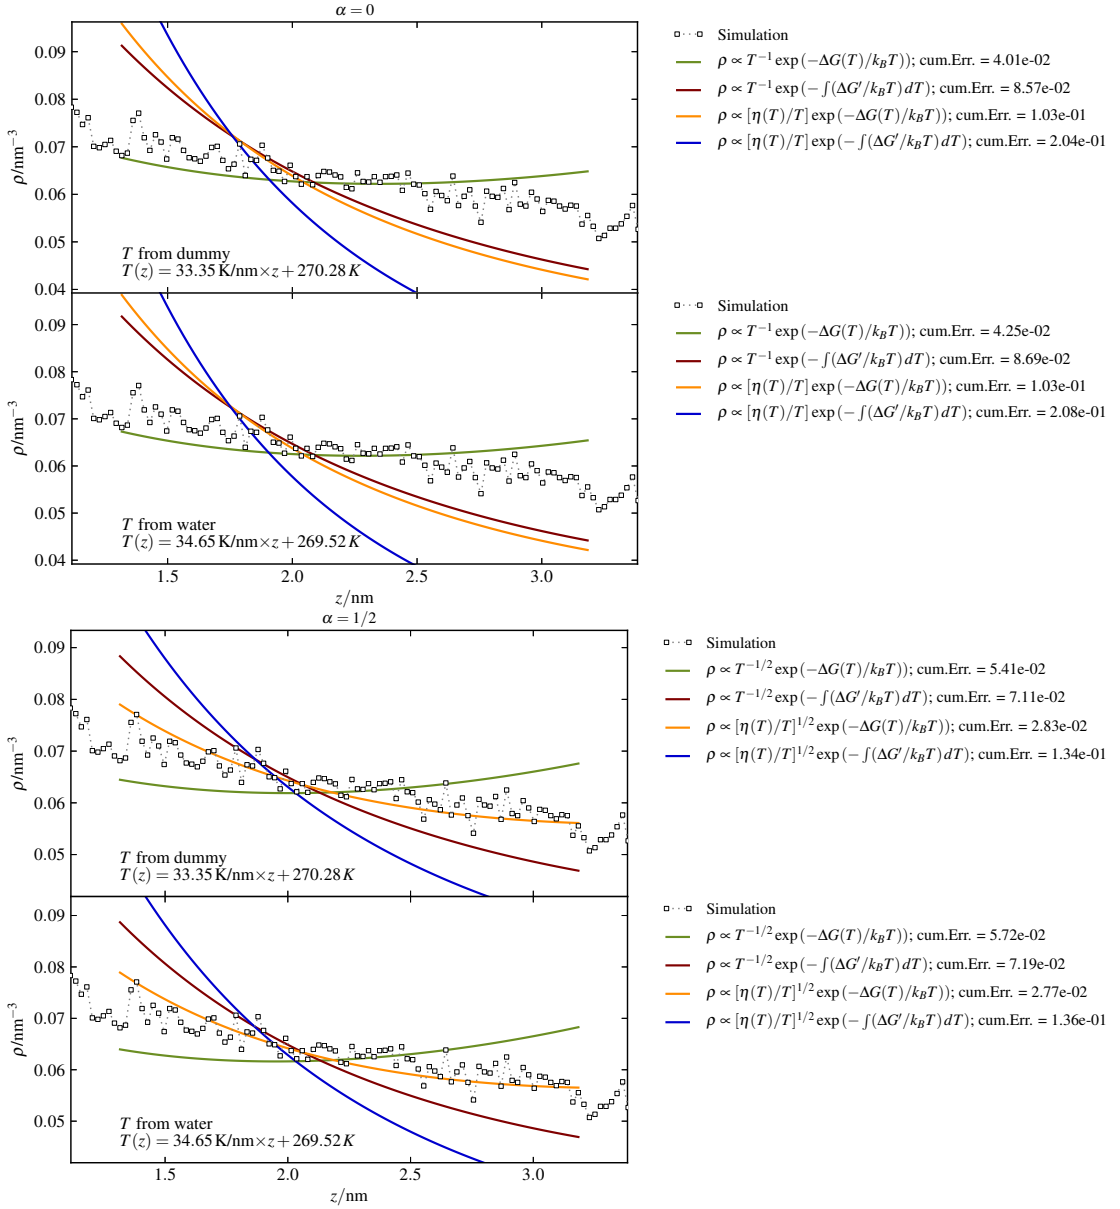 α = 0
0.09
0.08
0.07
0.06
0.05
0.04
ρ/nm⁻³
T from dummy
T(z) = 33.35 K/nm×z + 270.28 K
Simulation
ρ ∝ T⁻¹ exp(−ΔG(T)/k_BT)); cum.Err. = 4.01e-02
ρ ∝ T⁻¹ exp(−∫(ΔG′/k_BT)dT); cum.Err. = 8.57e-02
ρ ∝ [η(T)/T] exp(−ΔG(T)/k_BT)); cum.Err. = 1.03e-01
ρ ∝ [η(T)/T] exp(−∫(ΔG′/k_BT)dT); cum.Err. = 2.04e-01
0.09
0.08
0.07
0.06
0.05
0.04
ρ/nm⁻³
T from water
T(z) = 34.65 K/nm×z + 269.52 K
1.5 2.0 2.5 3.0
z/nm
Simulation
ρ ∝ T⁻¹ exp(−ΔG(T)/k_BT)); cum.Err. = 4.25e-02
ρ ∝ T⁻¹ exp(−∫(ΔG′/k_BT)dT); cum.Err. = 8.69e-02
ρ ∝ [η(T)/T] exp(−ΔG(T)/k_BT)); cum.Err. = 1.03e-01
ρ ∝ [η(T)/T] exp(−∫(ΔG′/k_BT)dT); cum.Err. = 2.08e-01
α = 1/2
0.09
0.08
0.07
0.06
0.05
ρ/nm⁻³
T from dummy
T(z) = 33.35 K/nm×z + 270.28 K
Simulation
ρ ∝ T^{−1/2} exp(−ΔG(T)/k_BT)); cum.Err. = 5.41e-02
ρ ∝ T^{−1/2} exp(−∫(ΔG′/k_BT)dT); cum.Err. = 7.11e-02
ρ ∝ [η(T)/T]^{1/2} exp(−ΔG(T)/k_BT)); cum.Err. = 2.83e-02
ρ ∝ [η(T)/T]^{1/2} exp(−∫(ΔG′/k_BT)dT); cum.Err. = 1.34e-01
0.09
0.08
0.07
0.06
0.05
ρ/nm⁻³
T from water
T(z) = 34.65 K/nm×z + 269.52 K
1.5 2.0 2.5 3.0
z/nm
Simulation
ρ ∝ T^{−1/2} exp(−ΔG(T)/k_BT)); cum.Err. = 5.72e-02
ρ ∝ T^{−1/2} exp(−∫(ΔG′/k_BT)dT); cum.Err. = 7.19e-02
ρ ∝ [η(T)/T]^{1/2} exp(−ΔG(T)/k_BT)); cum.Err. = 2.77e-02
ρ ∝ [η(T)/T]^{1/2} exp(−∫(ΔG′/k_BT)dT); cum.Err. = 1.36e-01